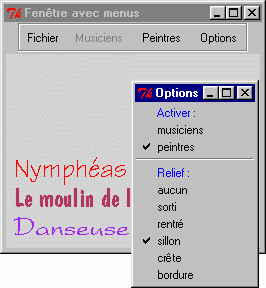 Fenêtre avec menus
Fichier Musiciens Peintres Options
Nymphéas
Le moulin de l
Danseuse
Options
Activer :
musiciens
peintres
Relief :
aucun
sorti
rentré
sillon
crête
bordure